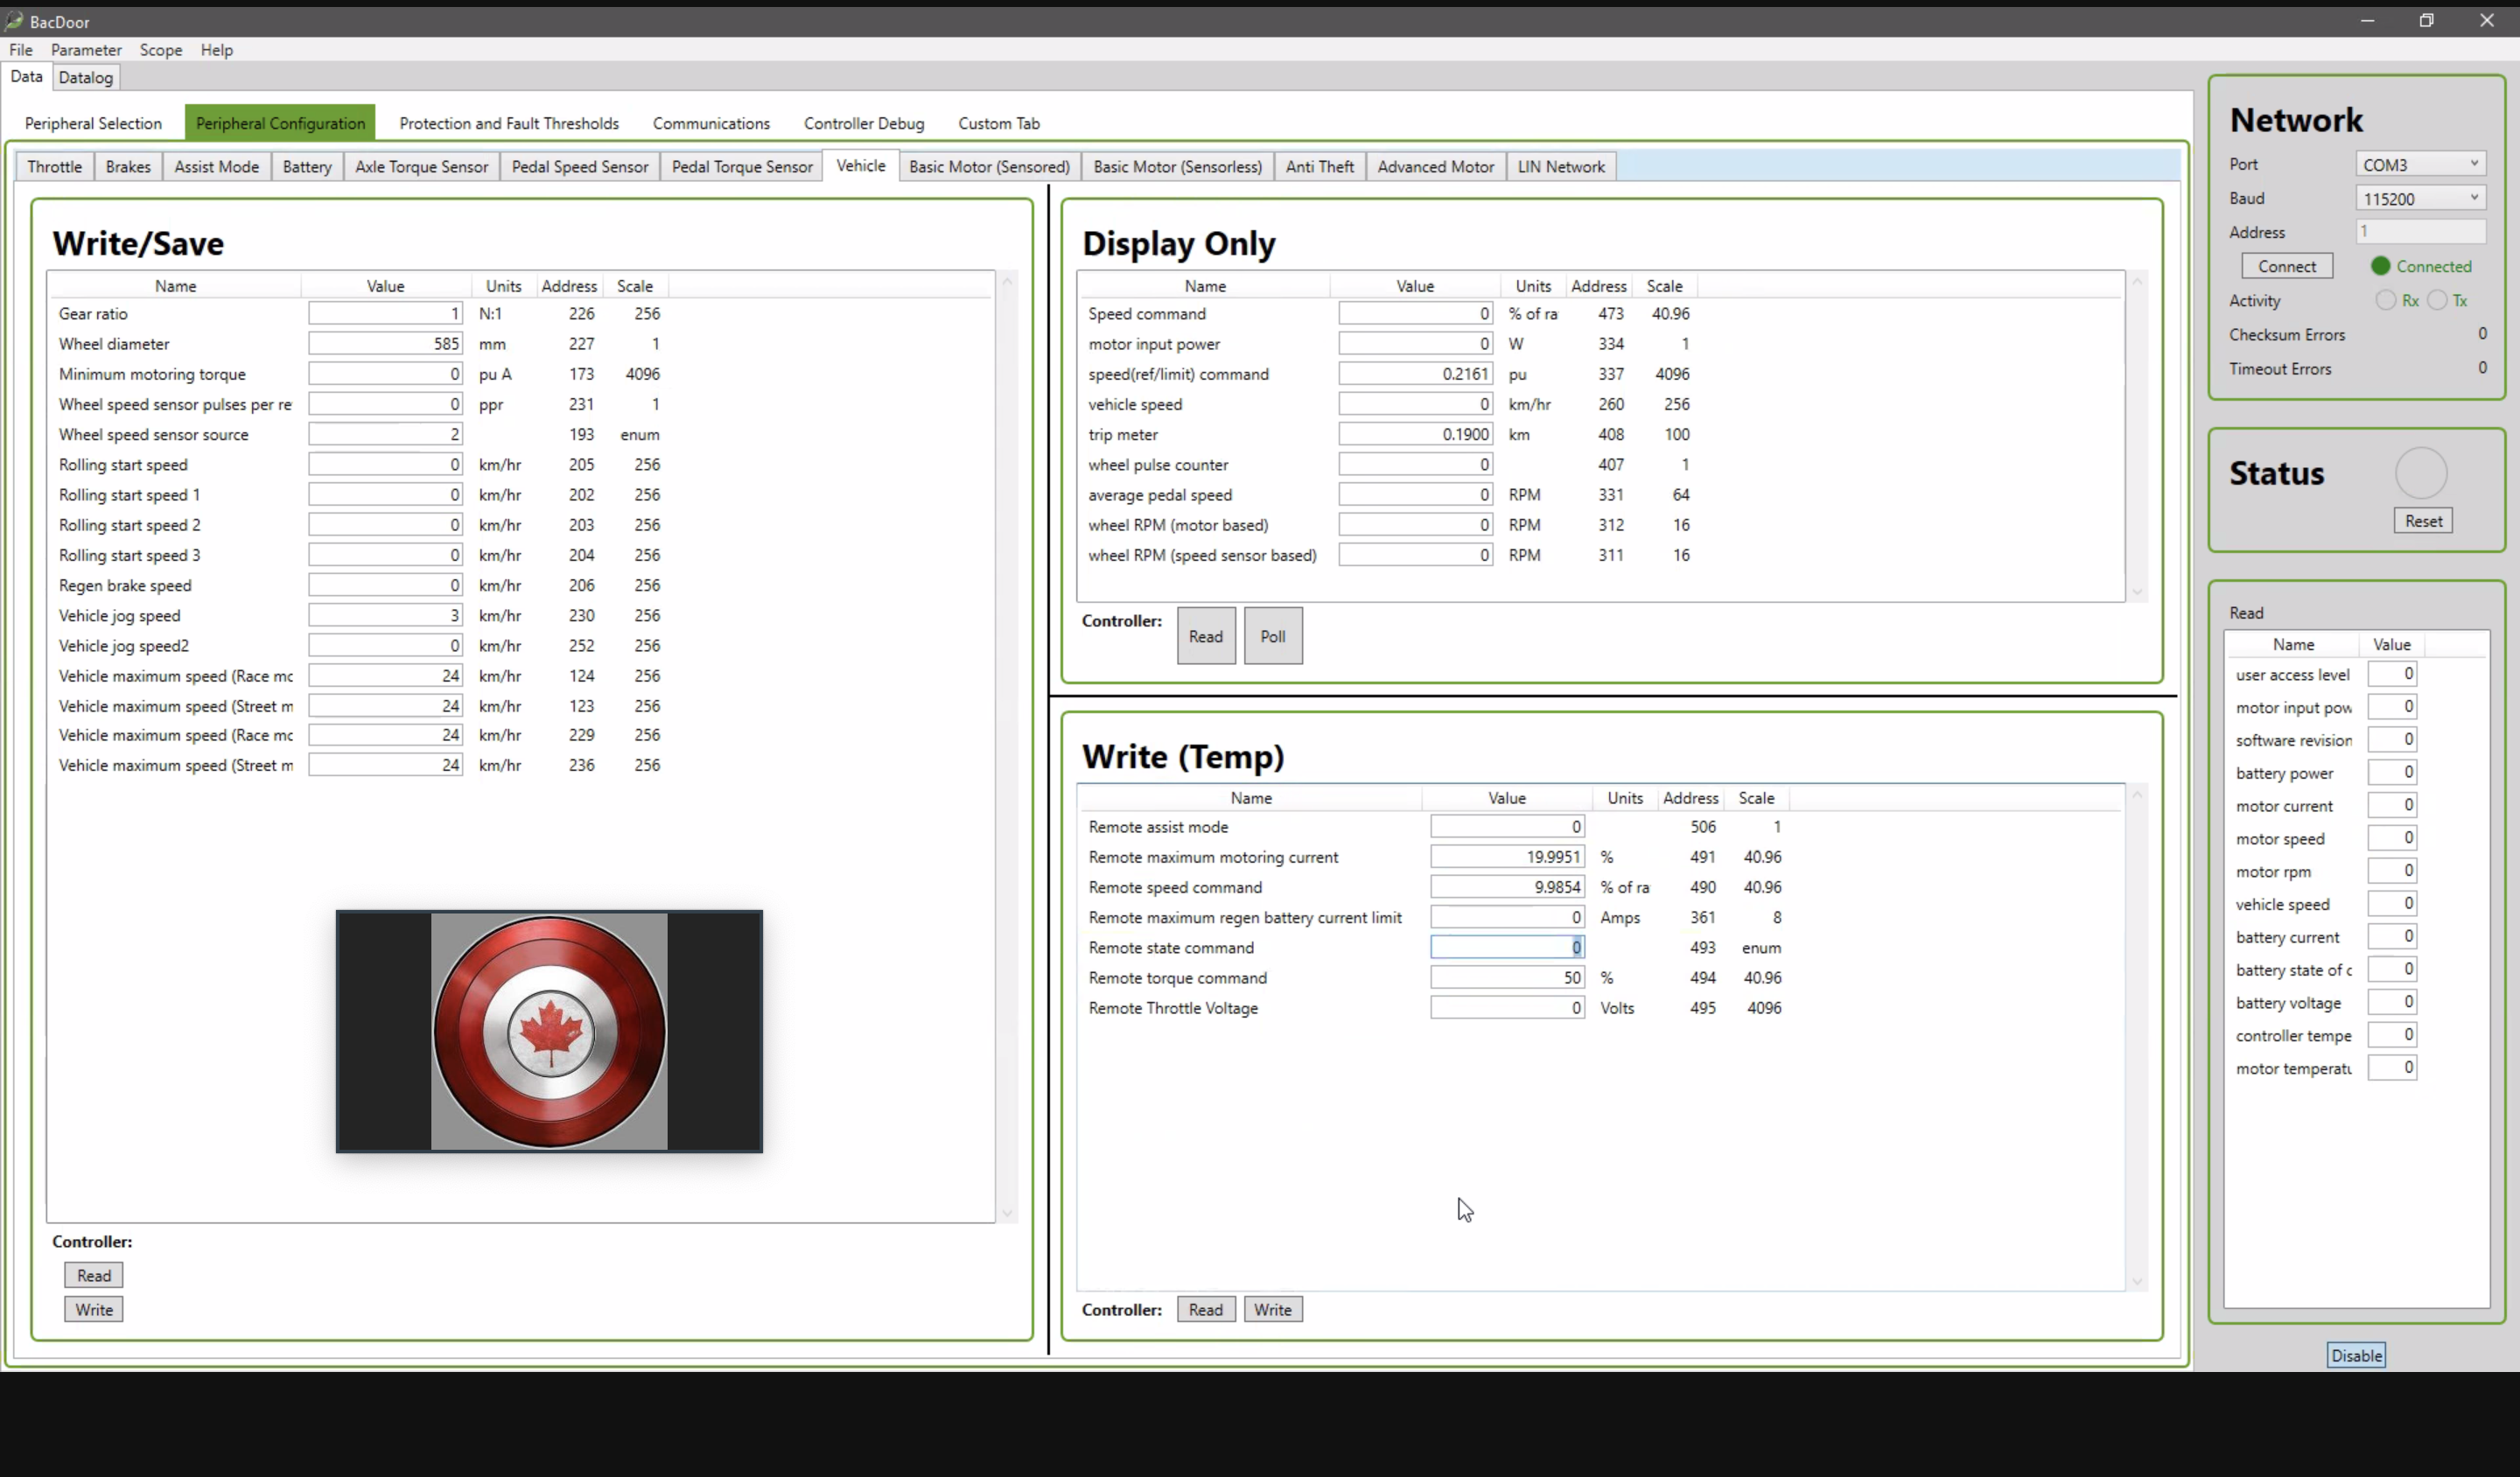 BacDoor
File Parameter Scope Help
Data Datalog
Peripheral Selection Peripheral Configuration Protection and Fault Thresholds Communications Controller Debug Custom Tab
Throttle Brakes Assist Mode Battery Axle Torque Sensor Pedal Speed Sensor Pedal Torque Sensor Vehicle Basic Motor (Sensored) Basic Motor (Sensorless) Anti Theft Advanced Motor LIN Network
Write/Save
Name Value Units Address Scale
Gear ratio 1 N:1 226 256
Wheel diameter 585 mm 227 1
Minimum motoring torque 0 pu A 173 4096
Wheel speed sensor pulses per re 0 ppr 231 1
Wheel speed sensor source 2 193 enum
Rolling start speed 0 km/hr 205 256
Rolling start speed 1 0 km/hr 202 256
Rolling start speed 2 0 km/hr 203 256
Rolling start speed 3 0 km/hr 204 256
Regen brake speed 0 km/hr 206 256
Vehicle jog speed 3 km/hr 230 256
Vehicle jog speed2 0 km/hr 252 256
Vehicle maximum speed (Race mc 24 km/hr 124 256
Vehicle maximum speed (Street m 24 km/hr 123 256
Vehicle maximum speed (Race mc 24 km/hr 229 256
Vehicle maximum speed (Street m 24 km/hr 236 256
Controller:
Read
Write
Display Only
Name Value Units Address Scale
Speed command 0 % of ra 473 40.96
motor input power 0 W 334 1
speed(ref/limit) command 0.2161 pu 337 4096
vehicle speed 0 km/hr 260 256
trip meter 0.1900 km 408 100
wheel pulse counter 0 407 1
average pedal speed 0 RPM 331 64
wheel RPM (motor based) 0 RPM 312 16
wheel RPM (speed sensor based) 0 RPM 311 16
Controller: Read Poll
Write (Temp)
Name Value Units Address Scale
Remote assist mode 0 506 1
Remote maximum motoring current 19.9951 % 491 40.96
Remote speed command 9.9854 % of ra 490 40.96
Remote maximum regen battery current limit 0 Amps 361 8
Remote state command 0 493 enum
Remote torque command 50 % 494 40.96
Remote Throttle Voltage 0 Volts 495 4096
Controller: Read Write
Network
Port COM3
Baud 115200
Address 1
Connect Connected
Activity Rx Tx
Checksum Errors 0
Timeout Errors 0
Status
Reset
Read
Name Value
user access level 0
motor input pow 0
software revision 0
battery power 0
motor current 0
motor speed 0
motor rpm 0
vehicle speed 0
battery current 0
battery state of c 0
battery voltage 0
controller tempe 0
motor temperatu 0
Disable